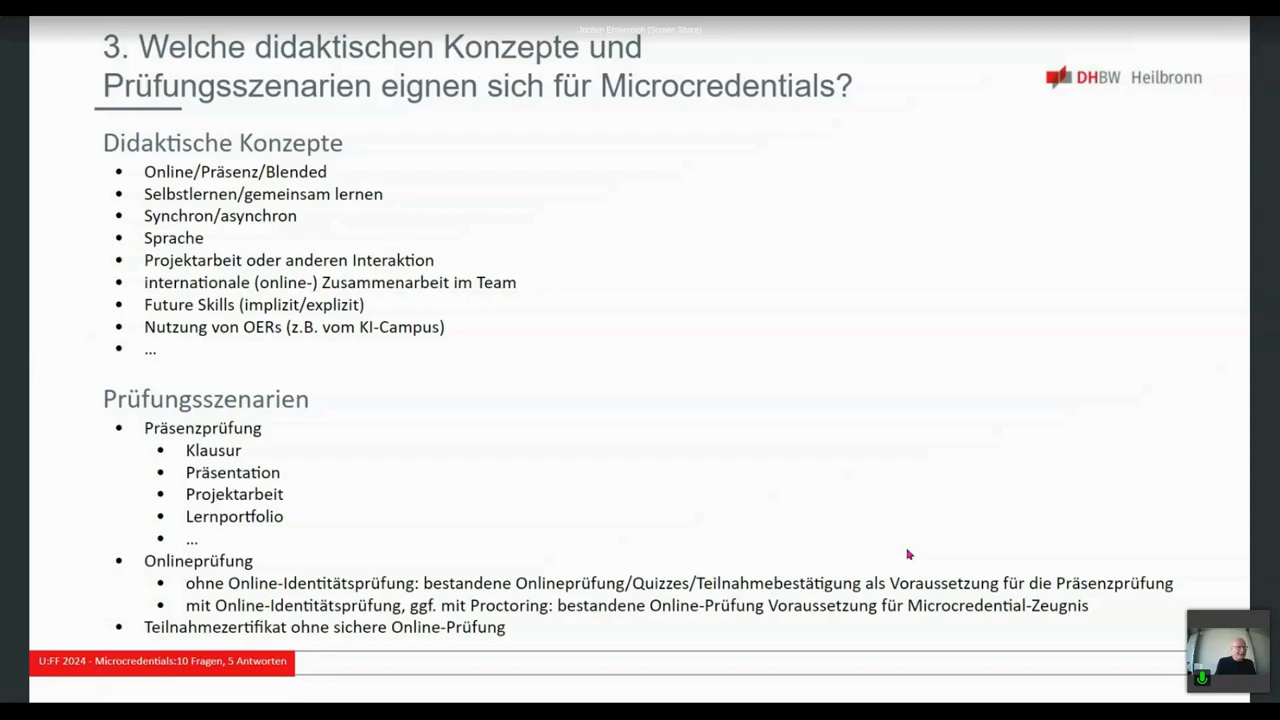 Jochen Ehrenreich (Screen Share)
3. Welche didaktischen Konzepte und
Prüfungsszenarien eignen sich für Microcredentials?
DHBW Heilbronn
Didaktische Konzepte
• Online/Präsenz/Blended
• Selbstlernen/gemeinsam lernen
• Synchron/asynchron
• Sprache
• Projektarbeit oder anderen Interaktion
• internationale (online-) Zusammenarbeit im Team
• Future Skills (implizit/explizit)
• Nutzung von OERs (z.B. vom KI-Campus)
• ...
Prüfungsszenarien
• Präsenzprüfung
• Klausur
• Präsentation
• Projektarbeit
• Lernportfolio
• ...
• Onlineprüfung
• ohne Online-Identitätsprüfung: bestandene Onlineprüfung/Quizzes/Teilnahmebestätigung als Voraussetzung für die Präsenzprüfung
• mit Online-Identitätsprüfung, ggf. mit Proctoring: bestandene Online-Prüfung Voraussetzung für Microcredential-Zeugnis
• Teilnahmezertifikat ohne sichere Online-Prüfung
U:FF 2024 - Microcredentials:10 Fragen, 5 Antworten